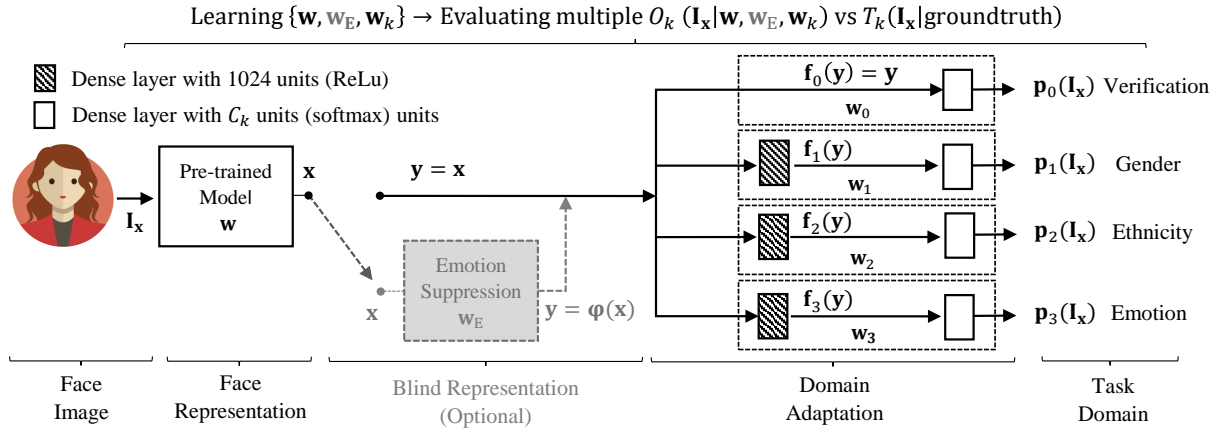 Learning {𝐰, 𝐰_E, 𝐰_𝑘} → Evaluating multiple 𝑂_𝑘 (𝐈_𝐱|𝐰, 𝐰_E, 𝐰_𝑘) vs 𝑇_𝑘(𝐈_𝐱|groundtruth)
Dense layer with 1024 units (ReLu)
Dense layer with 𝐶_𝑘 units (softmax) units
𝐈_𝐱
Pre-trained
Model
𝐰
𝐱
𝐲 = 𝐱
𝐱
Emotion
Suppression
𝐰_E
𝐲 = 𝛗(𝐱)
𝐟_0(𝐲) = 𝐲
𝐰_0
𝐩_0(𝐈_𝐱) Verification
𝐟_1(𝐲)
𝐰_1
𝐩_1(𝐈_𝐱) Gender
𝐟_2(𝐲)
𝐰_2
𝐩_2(𝐈_𝐱) Ethnicity
𝐟_3(𝐲)
𝐰_3
𝐩_3(𝐈_𝐱) Emotion
Face
Image
Face
Representation
Blind Representation
(Optional)
Domain
Adaptation
Task
Domain